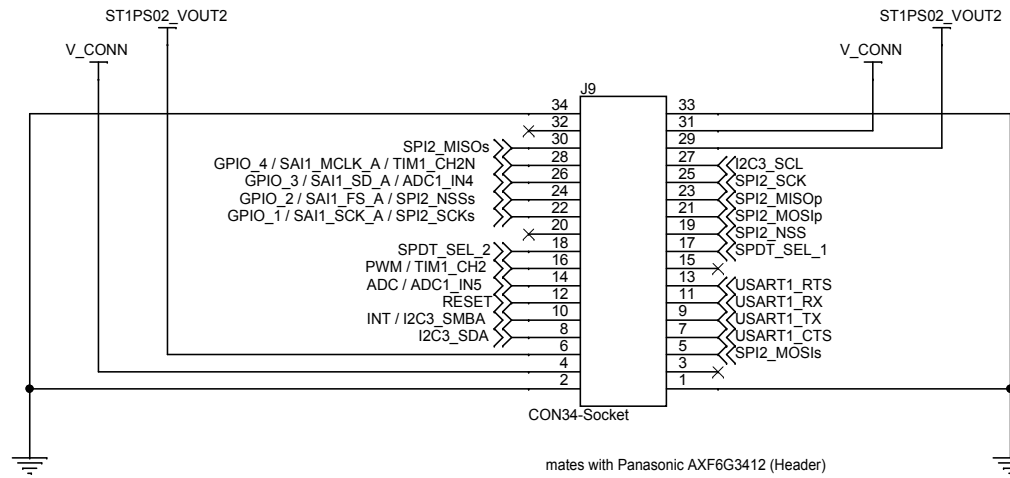 ST1PS02_VOUT2
ST1PS02_VOUT2
V_CONN
V_CONN
J9
34 33
32 31
30 29
SPI2_MISOs
28 27
GPIO_4 / SAI1_MCLK_A / TIM1_CH2N
I2C3_SCL
26 25
GPIO_3 / SAI1_SD_A / ADC1_IN4
SPI2_SCK
24 23
GPIO_2 / SAI1_FS_A / SPI2_NSSs
SPI2_MISOp
22 21
GPIO_1 / SAI1_SCK_A / SPI2_SCKs
SPI2_MOSIp
20 19
SPI2_NSS
18 17
SPDT_SEL_2
SPDT_SEL_1
16 15
PWM / TIM1_CH2
14 13
ADC / ADC1_IN5
USART1_RTS
12 11
RESET
USART1_RX
10 9
INT / I2C3_SMBA
USART1_TX
8 7
I2C3_SDA
USART1_CTS
6 5
SPI2_MOSIs
4 3
2 1
CON34-Socket
mates with Panasonic AXF6G3412 (Header)